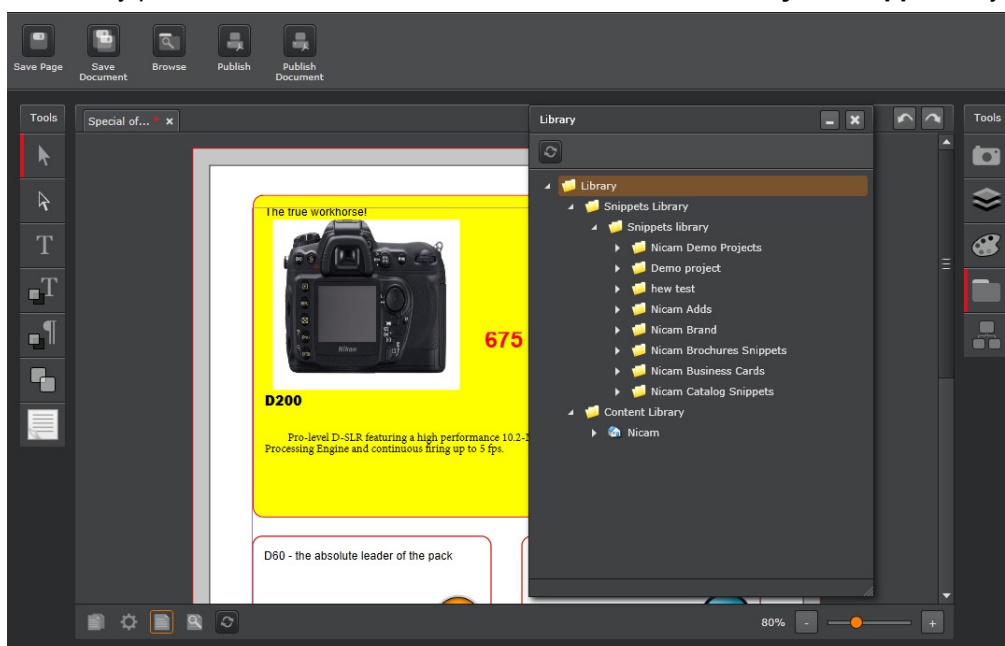 Save Page
Save Document
Browse
Publish
Publish Document
Tools
Special of... * ×
Library
Tools
Library
Snippets Library
Snippets library
Nicam Demo Projects
Demo project
hew test
Nicam Adds
Nicam Brand
Nicam Brochures Snippets
Nicam Business Cards
Nicam Catalog Snippets
Content Library
Nicam
The true workhorse!
Nikon
675
D200
Pro-level D-SLR featuring a high performance 10.2-
Processing Engine and continuous firing up to 5 fps.
D60 - the absolute leader of the pack
80%